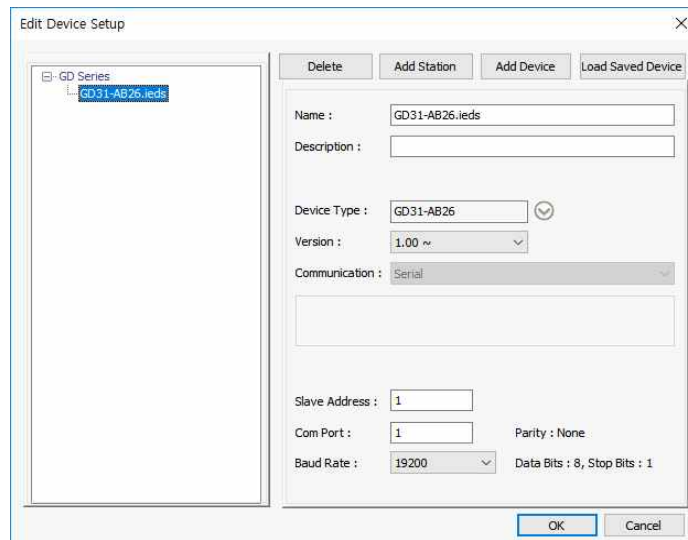 Edit Device Setup
GD Series
GD31-AB26.ieds
Delete
Add Station
Add Device
Load Saved Device
Name :
GD31-AB26.ieds
Description :
Device Type :
GD31-AB26
Version :
1.00 ~
Communication :
Serial
Slave Address :
1
Com Port :
1
Parity : None
Baud Rate :
19200
Data Bits : 8, Stop Bits : 1
OK
Cancel